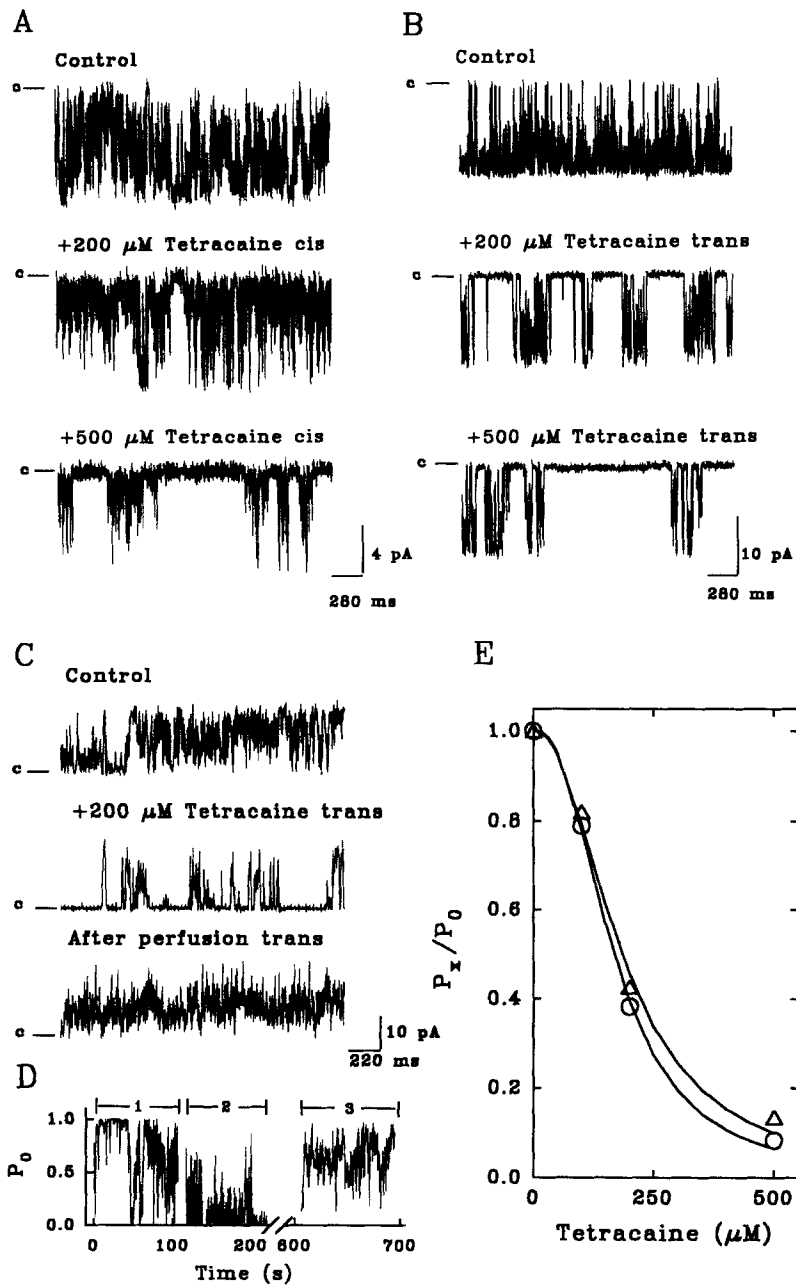 A
Control
c
+200 μM Tetracaine cis
c
+500 μM Tetracaine cis
c
4 pA
280 ms
B
Control
c
+200 μM Tetracaine trans
c
+500 μM Tetracaine trans
c
10 pA
280 ms
C
Control
c
+200 μM Tetracaine trans
c
After perfusion trans
c
10 pA
220 ms
D
1 2 3
1.0
0.5
0.0
P0
0 100 200 600 700
Time (s)
E
1.0
0.8
0.6
0.4
0.2
0.0
Px/P0
0 250 500
Tetracaine (μM)